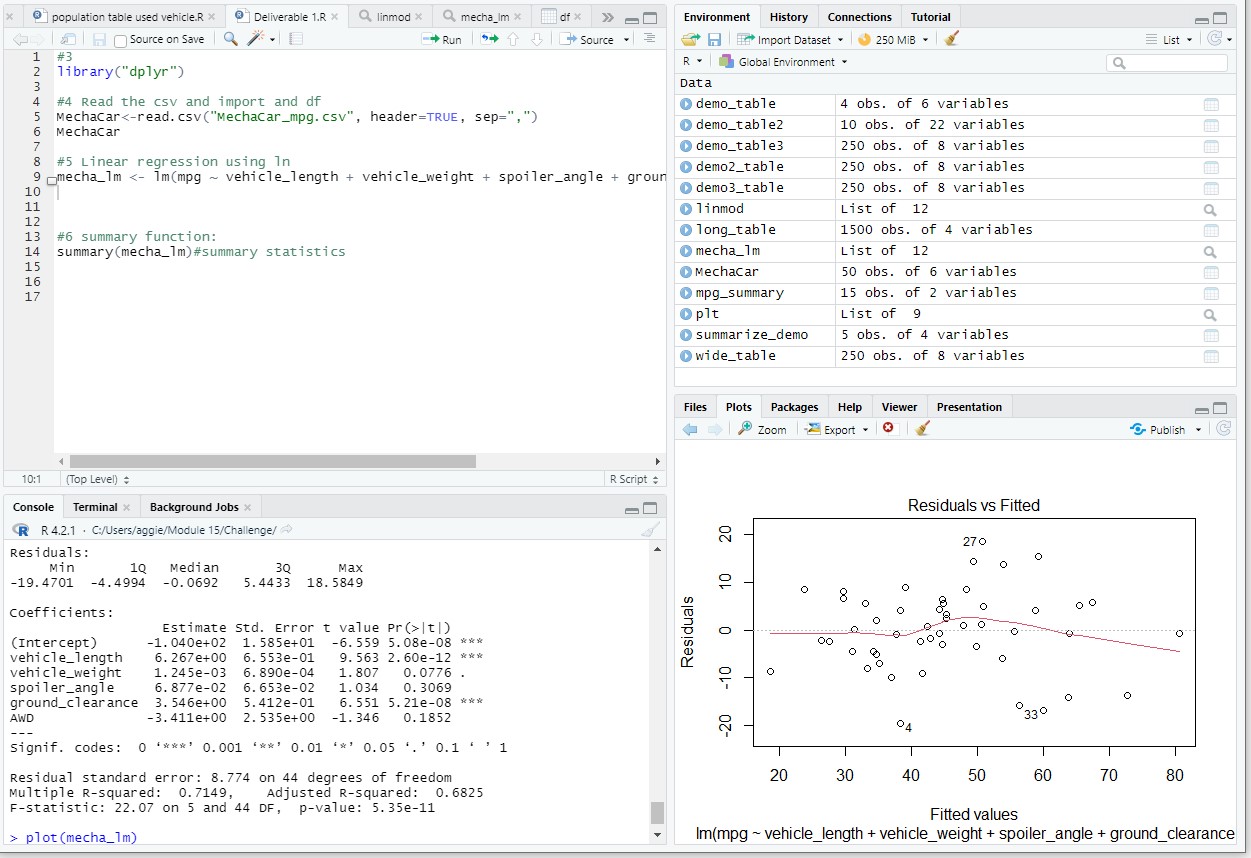 population table used vehicle.R × Deliverable 1.R × linmod × mecha_lm × df ×
Source on Save Run Source
1 #3
2 library("dplyr")
3
4 #4 Read the csv and import and df
5 MechaCar<-read.csv("MechaCar_mpg.csv", header=TRUE, sep=",")
6 MechaCar
7
8 #5 Linear regression using ln
9 mecha_lm <- lm(mpg ~ vehicle_length + vehicle_weight + spoiler_angle + groun
10
11
12
13 #6 summary function:
14 summary(mecha_lm)#summary statistics
15
16
17
10:1 (Top Level) R Script
Console Terminal × Background Jobs ×
R 4.2.1 · C:/Users/aggie/Module 15/Challenge/
Residuals:
Min 1Q Median 3Q Max
-19.4701 -4.4994 -0.0692 5.4433 18.5849
Coefficients:
Estimate Std. Error t value Pr(>|t|)
(Intercept) -1.040e+02 1.585e+01 -6.559 5.08e-08 ***
vehicle_length 6.267e+00 6.553e-01 9.563 2.60e-12 ***
vehicle_weight 1.245e-03 6.890e-04 1.807 0.0776 .
spoiler_angle 6.877e-02 6.653e-02 1.034 0.3069
ground_clearance 3.546e+00 5.412e-01 6.551 5.21e-08 ***
AWD -3.411e+00 2.535e+00 -1.346 0.1852
---
Signif. codes: 0 ‘***’ 0.001 ‘**’ 0.01 ‘*’ 0.05 ‘.’ 0.1 ‘ ’ 1
Residual standard error: 8.774 on 44 degrees of freedom
Multiple R-squared: 0.7149, Adjusted R-squared: 0.6825
F-statistic: 22.07 on 5 and 44 DF, p-value: 5.35e-11
> plot(mecha_lm)
Environment History Connections Tutorial
Import Dataset 250 MiB List
R Global Environment
Data
demo_table 4 obs. of 6 variables
demo_table2 10 obs. of 22 variables
demo_table3 250 obs. of 8 variables
demo2_table 250 obs. of 8 variables
demo3_table 250 obs. of 8 variables
linmod List of 12
long_table 1500 obs. of 4 variables
mecha_lm List of 12
MechaCar 50 obs. of 6 variables
mpg_summary 15 obs. of 2 variables
plt List of 9
summarize_demo 5 obs. of 4 variables
wide_table 250 obs. of 8 variables
Files Plots Packages Help Viewer Presentation
Zoom Export Publish
Residuals vs Fitted
Residuals
20
10
0
-10
-20
27
33
4
20 30 40 50 60 70 80
Fitted values
lm(mpg ~ vehicle_length + vehicle_weight + spoiler_angle + ground_clearance